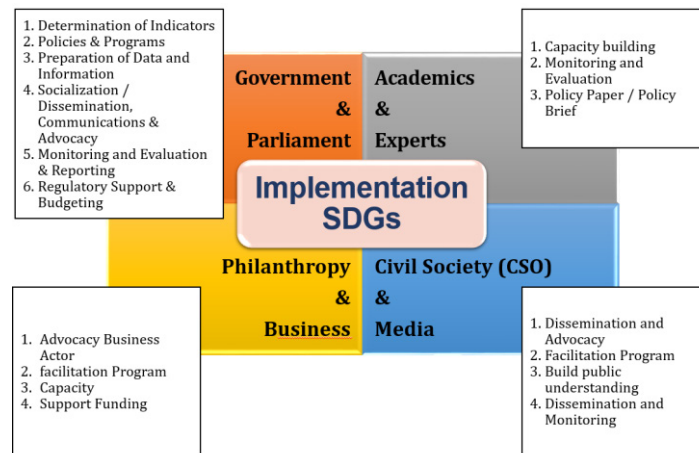 1. Determination of Indicators
2. Policies & Programs
3. Preparation of Data and
Information
4. Socialization /
Dissemination,
Communications &
Advocacy
5. Monitoring and Evaluation
& Reporting
6. Regulatory Support &
Budgeting
Government
&
Parliament
Academics
&
Experts
1. Capacity building
2. Monitoring and
Evaluation
3. Policy Paper / Policy
Brief
Implementation
SDGs
Philanthropy
&
Business
Civil Society (CSO)
&
Media
1. Advocacy Business
Actor
2. facilitation Program
3. Capacity
4. Support Funding
1. Dissemination and
Advocacy
2. Facilitation Program
3. Build public
understanding
4. Dissemination and
Monitoring